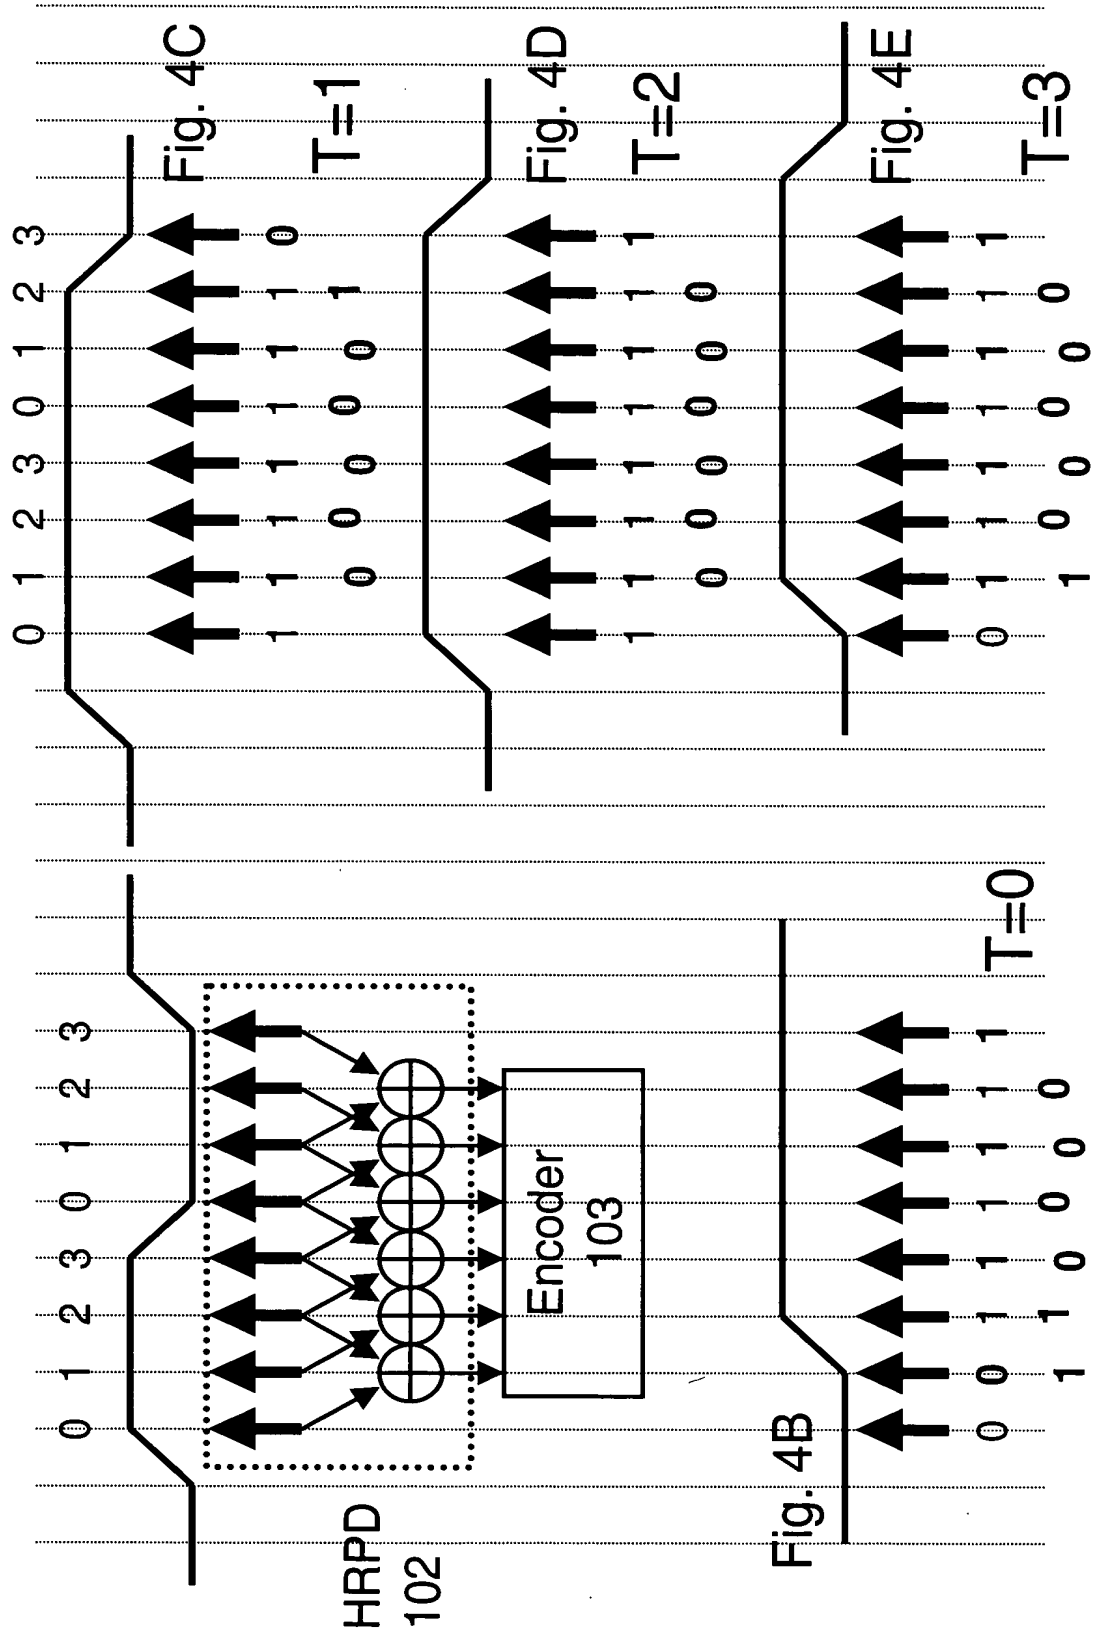 0 1 2 3 0 1 2 3
HRPD
102
Encoder
103
Fig. 4B
0 0 1 1 1 1 1 1
T=0
1 1 0 0 0 0
0 1 2 3 0 1 2 3
Fig. 4C
1 1 1 1 1 1 1 0
T=1
0 0 0 0 0 1
Fig. 4D
1 1 1 1 1 1 1 1
T=2
0 0 0 0 0 0
Fig. 4E
0 1 1 1 1 1 1 1
T=3
1 0 0 0 0 0